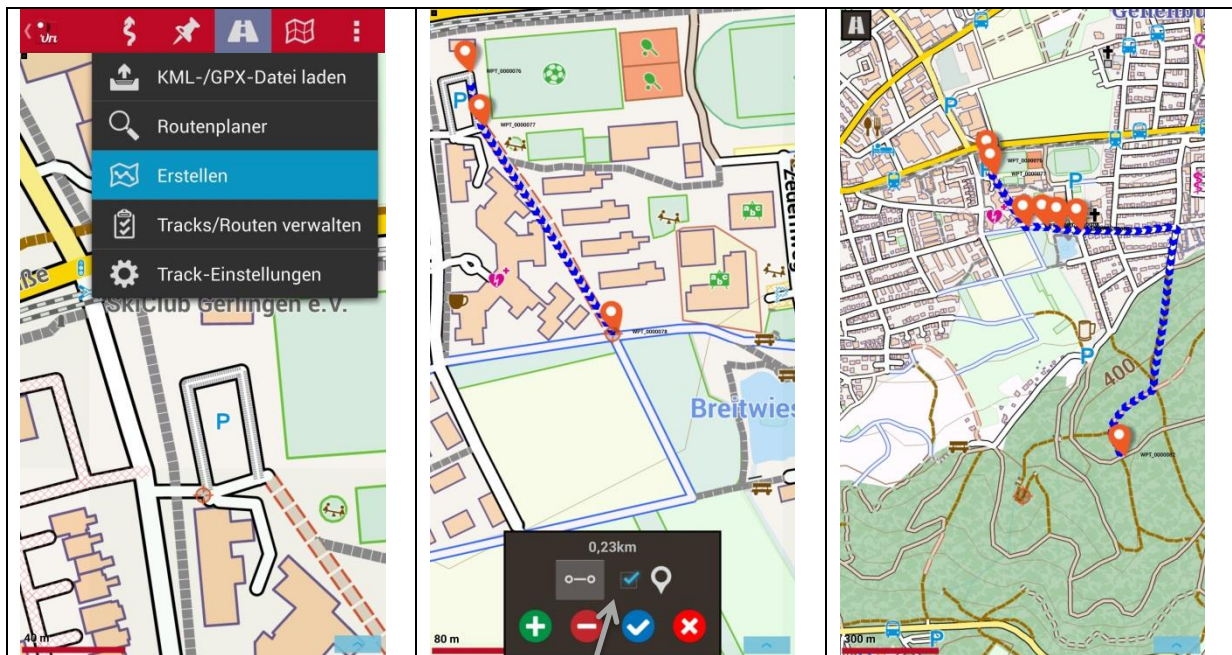 KML-/GPX-Datei laden
Routenplaner
Erstellen
Tracks/Routen verwalten
Track-Einstellungen
SkiClub Gerlingen e.V.
P
40 m
WPT_0000076
P
WPT_0000077
WPT_0000078
Breitwies
0,23km
80 m
P
WPT_0000076
WPT_0000077
P
P
400
WPT_0000082
P
300 m